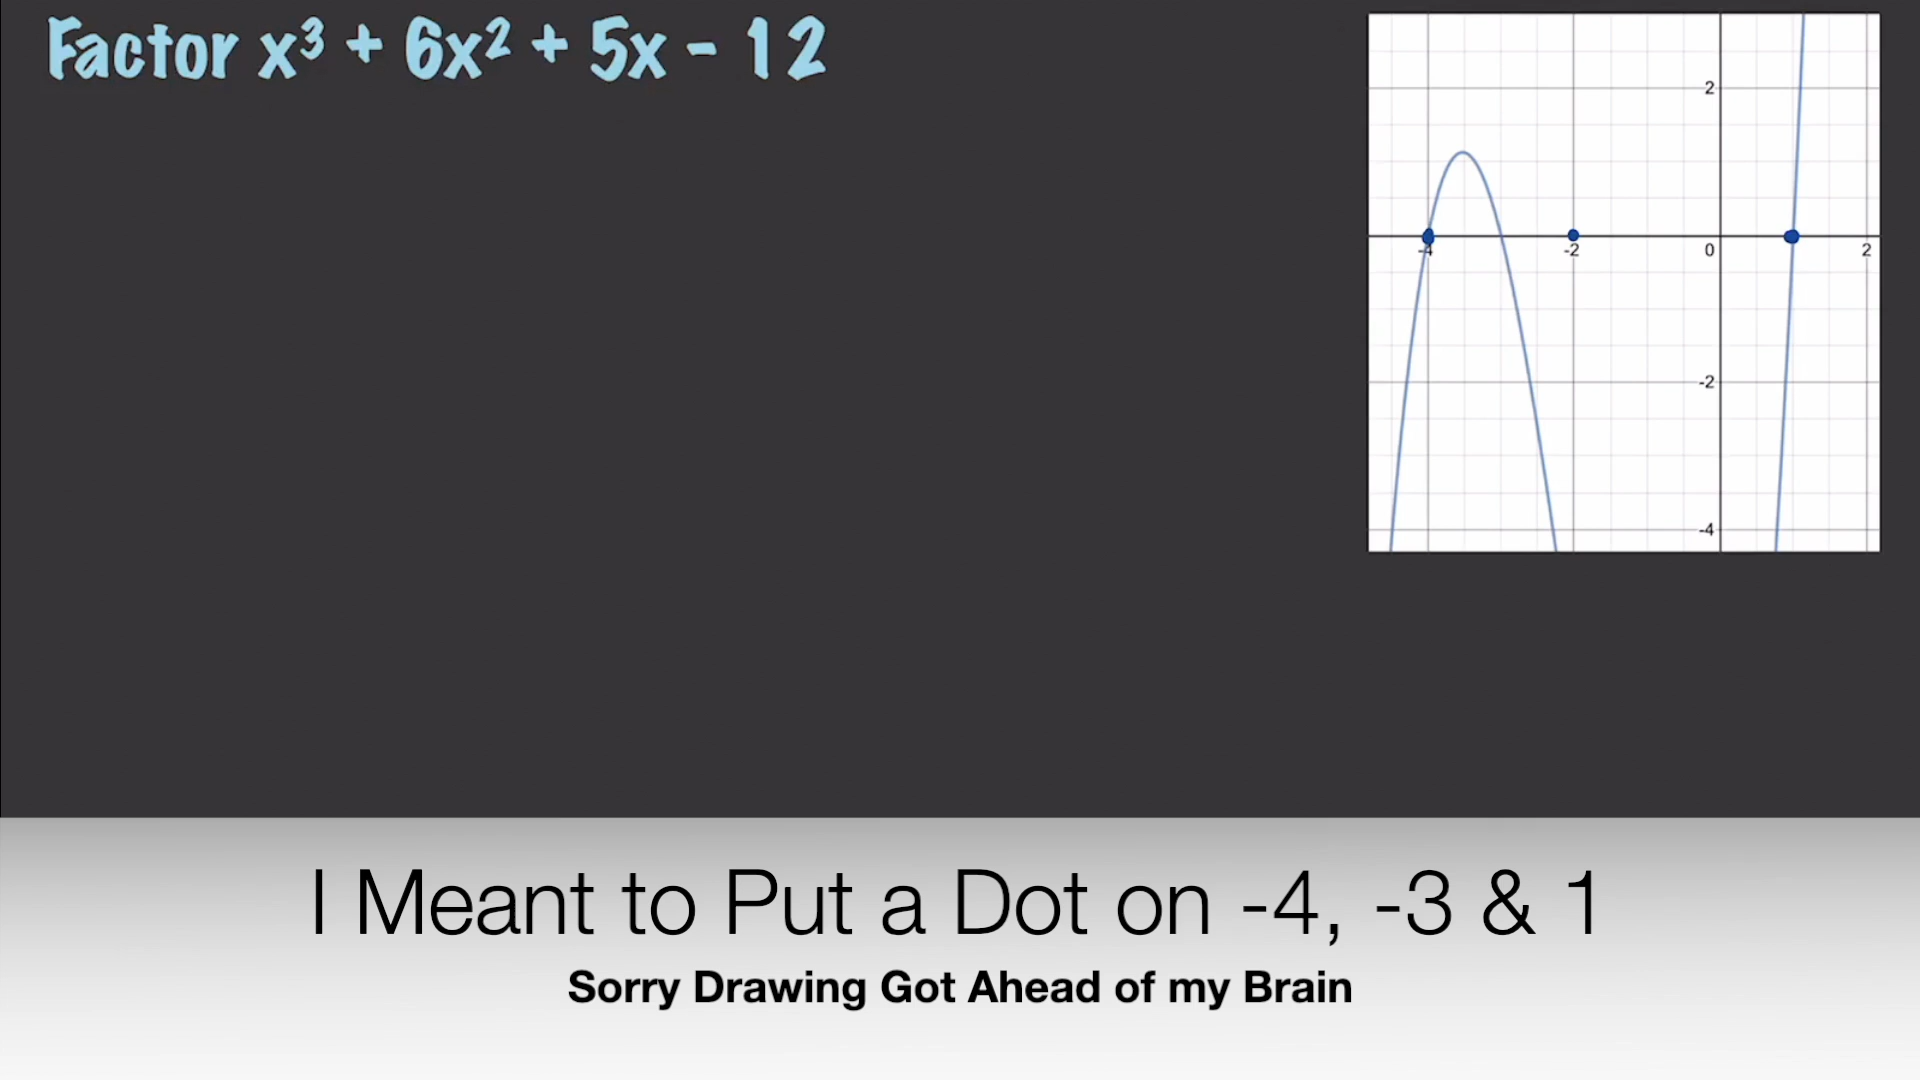 Factor x³ + 6x² + 5x - 12
2
-4 -2 0 2
-2
-4
I Meant to Put a Dot on -4, -3 & 1
Sorry Drawing Got Ahead of my Brain